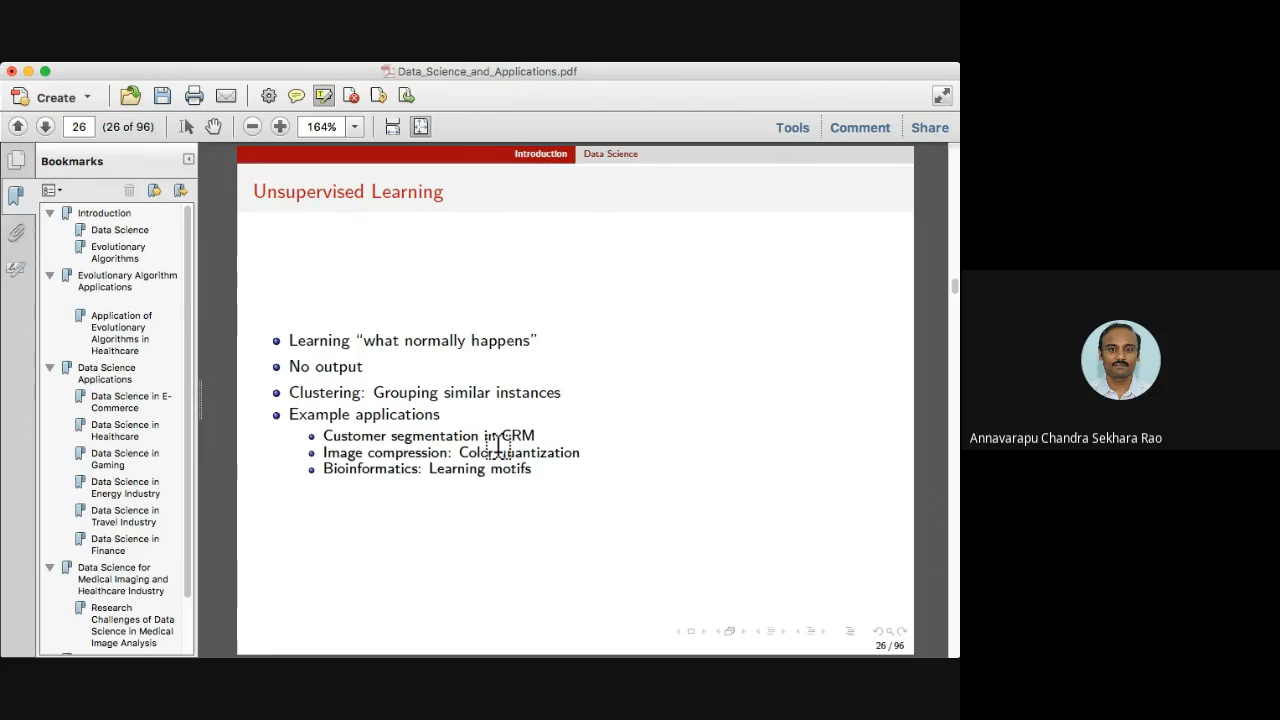 Data_Science_and_Applications.pdf
Create
26 (26 of 96) 164% Tools Comment Share
Bookmarks
Introduction
Data Science
Evolutionary
Algorithms
Evolutionary Algorithm
Applications
Application of
Evolutionary
Algorithms in
Healthcare
Data Science
Applications
Data Science in E-
Commerce
Data Science in
Healthcare
Data Science in
Gaming
Data Science in
Energy Industry
Data Science in
Travel Industry
Data Science in
Finance
Data Science for
Medical Imaging and
Healthcare Industry
Research
Challenges of Data
Science in Medical
Image Analysis
Introduction Data Science
Unsupervised Learning
Learning “what normally happens”
No output
Clustering: Grouping similar instances
Example applications
Customer segmentation in CRM
Image compression: Color quantization
Bioinformatics: Learning motifs
26 / 96
Annavarapu Chandra Sekhara Rao